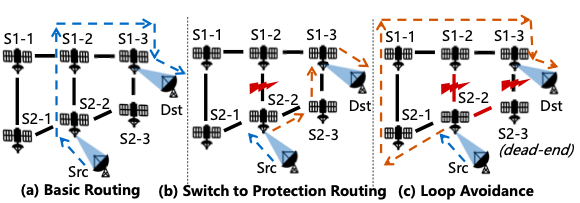 S1-1 S1-2 S1-3
S2-1
S2-2
Dst
S2-3
Src
(a) Basic Routing
S1-1 S1-2 S1-3
S2-1
S2-2
Dst
S2-3
Src
(b) Switch to Protection Routing
S1-1 S1-2 S1-3
S2-1
S2-2
Dst
S2-3
(dead-end)
Src
(c) Loop Avoidance